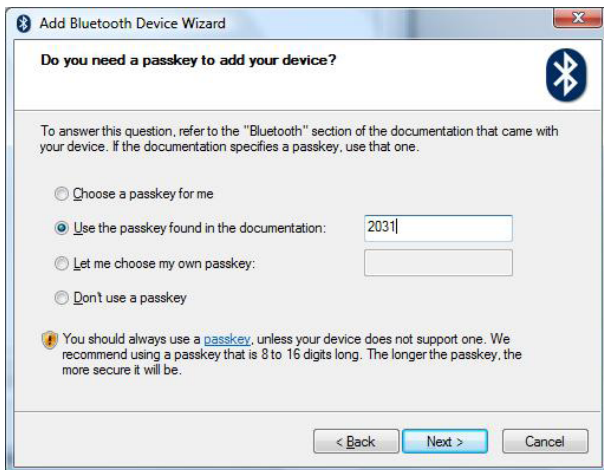 Add Bluetooth Device Wizard
Do you need a passkey to add your device?
To answer this question, refer to the "Bluetooth" section of the documentation that came with
your device. If the documentation specifies a passkey, use that one.
Choose a passkey for me
Use the passkey found in the documentation: 2031
Let me choose my own passkey:
Don't use a passkey
You should always use a passkey, unless your device does not support one. We
recommend using a passkey that is 8 to 16 digits long. The longer the passkey, the
more secure it will be.
< Back Next > Cancel